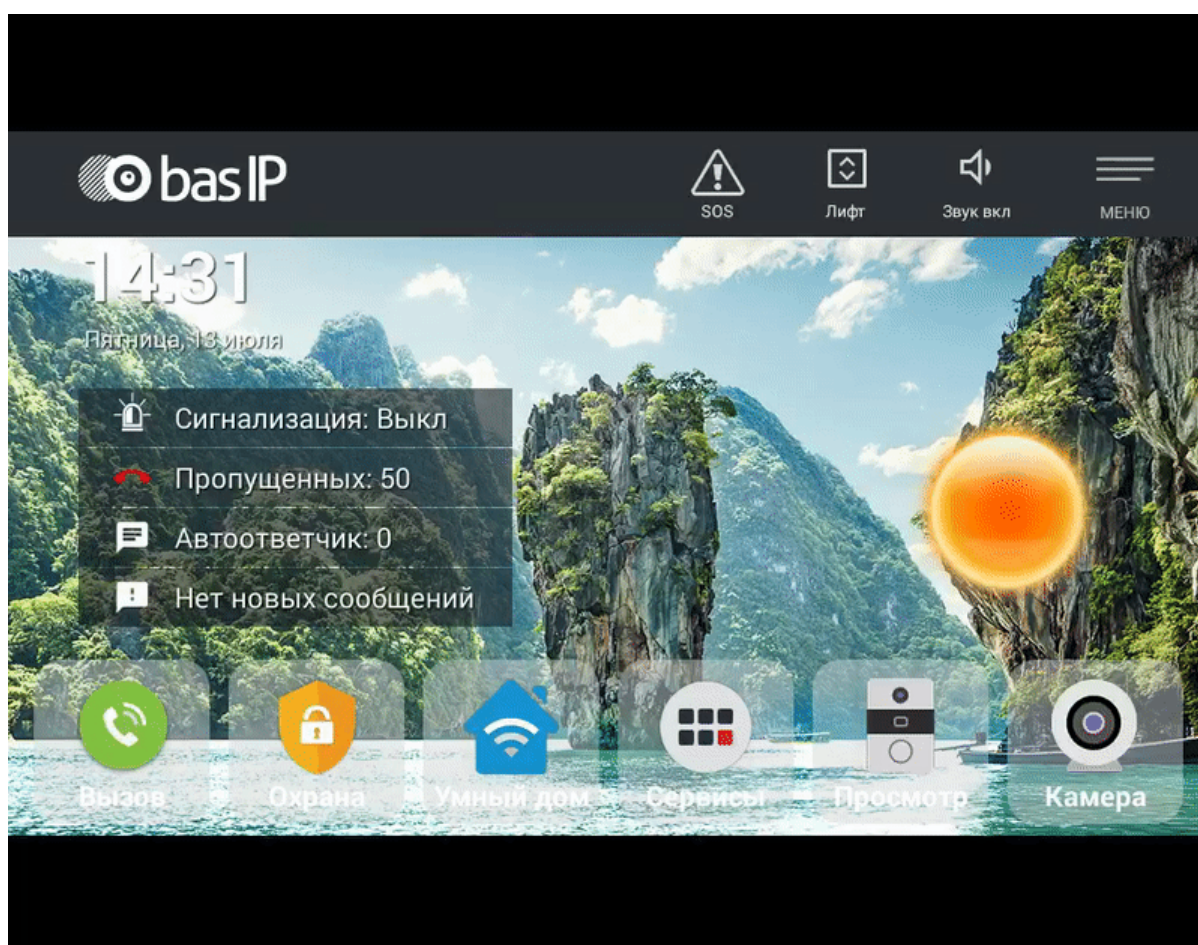 bas IP
SOS
Лифт
Звук вкл
МЕНЮ
14:31
Пятница, 13 июля
Сигнализация: Выкл
Пропущенных: 50
Автоответчик: 0
Нет новых сообщений
Вызов
Охрана
Умный дом
Сервисы
Просмотр
Камера